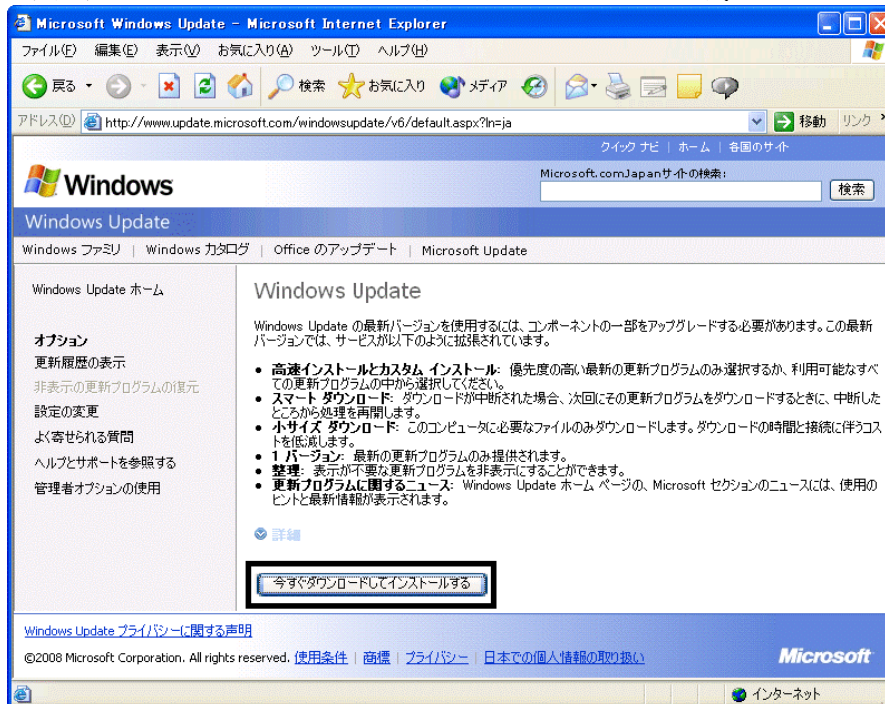 Microsoft Windows Update - Microsoft Internet Explorer
ファイル(F) 編集(E) 表示(V) お気に入り(A) ツール(T) ヘルプ(H)
戻る 検索 お気に入り メディア
アドレス(D) http://www.update.microsoft.com/windowsupdate/v6/default.aspx?ln=ja 移動 リンク
クイック ナビ | ホーム | 各国のサイト
Windows
Microsoft.comJapanサイトの検索:
検索
Windows Update
Windows ファミリ | Windows カタログ | Office のアップデート | Microsoft Update
Windows Update ホーム
オプション
更新履歴の表示
非表示の更新プログラムの復元
設定の変更
よく寄せられる質問
ヘルプとサポートを参照する
管理者オプションの使用
Windows Update
Windows Update の最新バージョンを使用するには、コンポーネントの一部をアップグレードする必要があります。この最新
バージョンでは、サービスが以下のように拡張されています。
• 高速インストールとカスタム インストール: 優先度の高い最新の更新プログラムのみ選択するか、利用可能なすべ
ての更新プログラムの中から選択してください。
• スマート ダウンロード: ダウンロードが中断された場合、次回にその更新プログラムをダウンロードするときに、中断した
ところから処理を再開します。
• 小サイズ ダウンロード: このコンピュータに必要なファイルのみダウンロードします。ダウンロードの時間と接続に伴うコス
トを低減します。
• 1 バージョン: 最新の更新プログラムのみ提供されます。
• 整理: 表示が不要な更新プログラムを非表示にすることができます。
• 更新プログラムに関するニュース: Windows Update ホーム ページの、Microsoft セクションのニュースには、使用の
ヒントと最新情報が表示されます。
詳細
今すぐダウンロードしてインストールする
Windows Update プライバシーに関する声明
©2008 Microsoft Corporation. All rights reserved. 使用条件 | 商標 | プライバシー | 日本での個人情報の取り扱い
Microsoft
インターネット